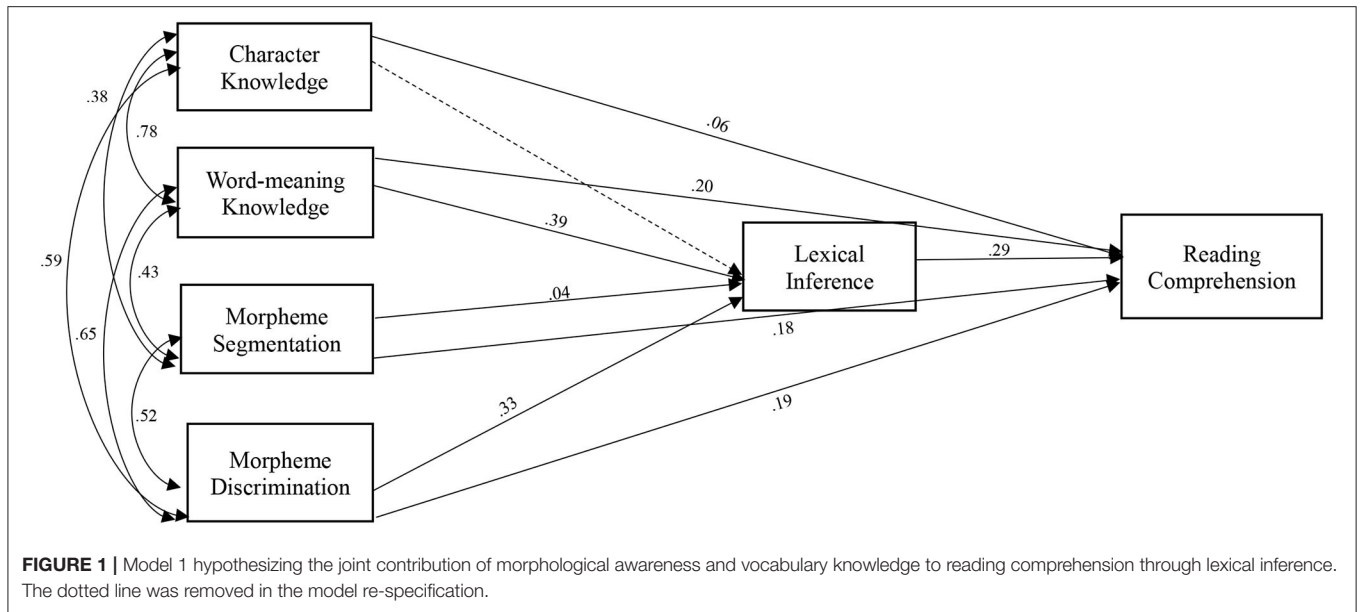 Character
Knowledge
.38
.06
.78
Word-meaning
Knowledge
.20
.39
Lexical
Inference
.29
Reading
Comprehension
.59
.43
.04
Morpheme
Segmentation
.18
.65
.33
.19
.52
Morpheme
Discrimination
FIGURE 1 | Model 1 hypothesizing the joint contribution of morphological awareness and vocabulary knowledge to reading comprehension through lexical inference.
The dotted line was removed in the model re-specification.